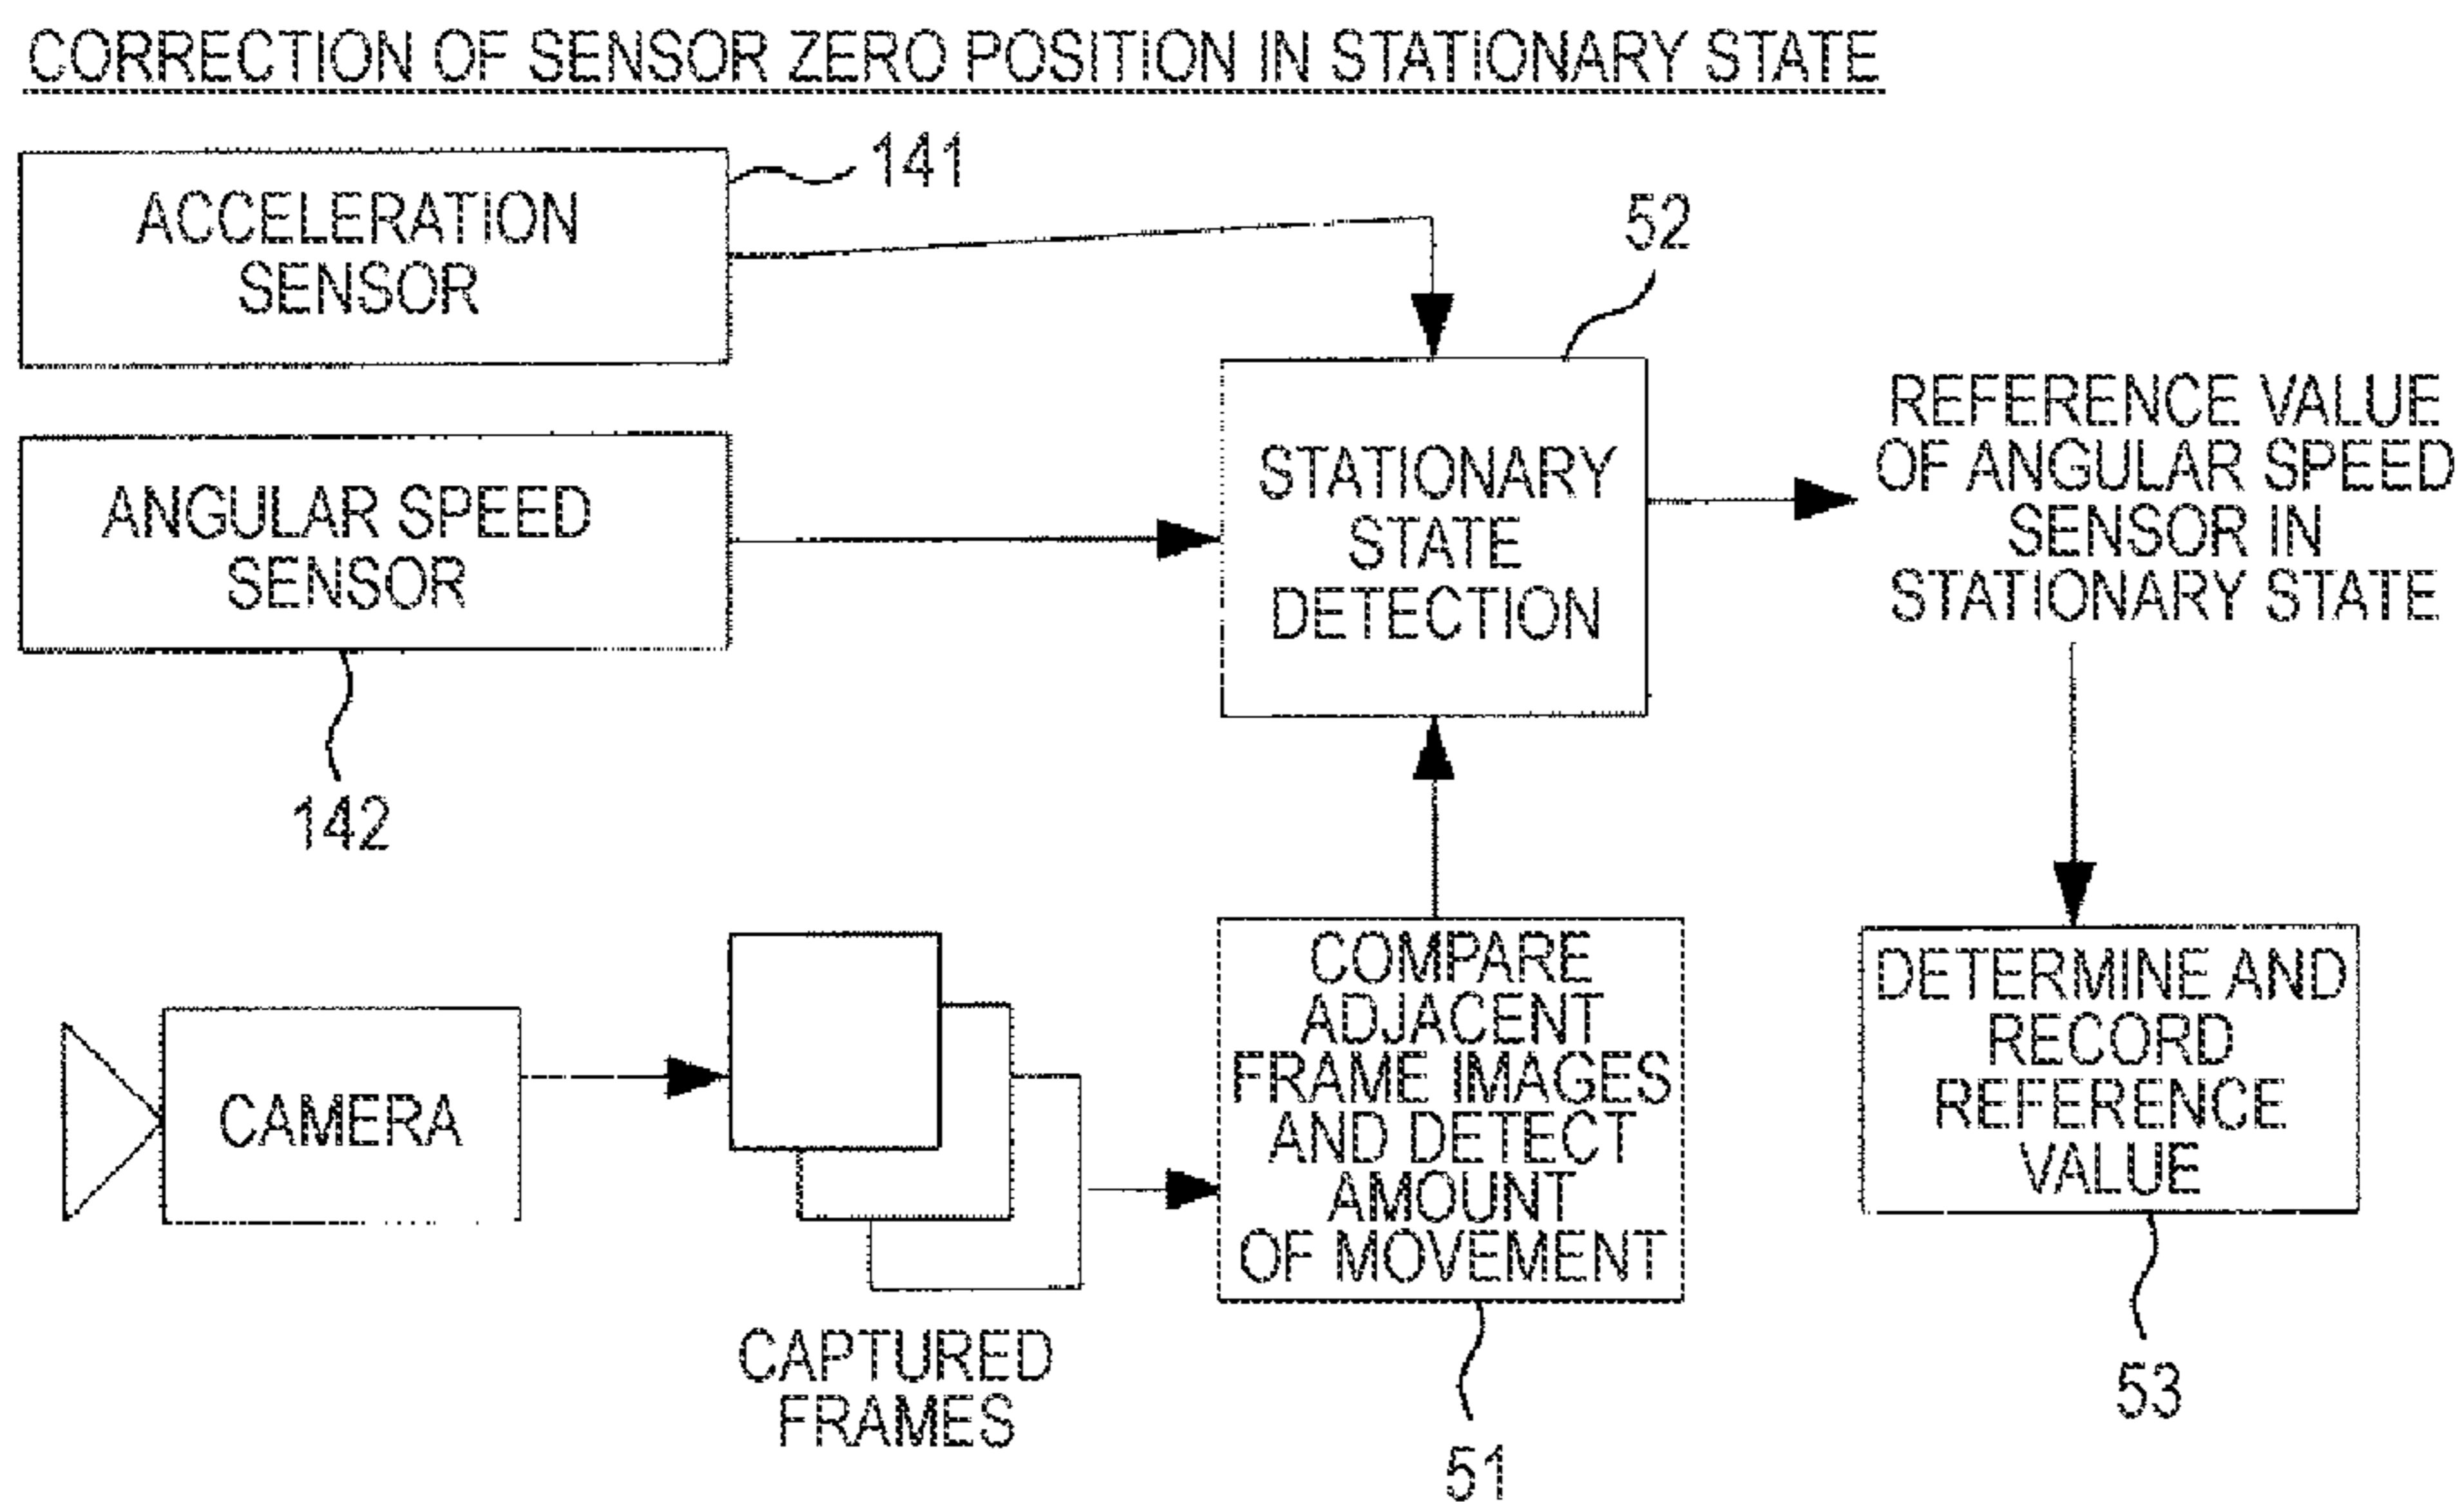 CORRECTION OF SENSOR ZERO POSITION IN STATIONARY STATE
141
ACCELERATION
SENSOR
52
ANGULAR SPEED
SENSOR
142
STATIONARY
STATE
DETECTION
REFERENCE VALUE
OF ANGULAR SPEED
SENSOR IN
STATIONARY STATE
CAMERA
CAPTURED
FRAMES
COMPARE
ADJACENT
FRAME IMAGES
AND DETECT
AMOUNT
OF MOVEMENT
51
DETERMINE AND
RECORD
REFERENCE
VALUE
53